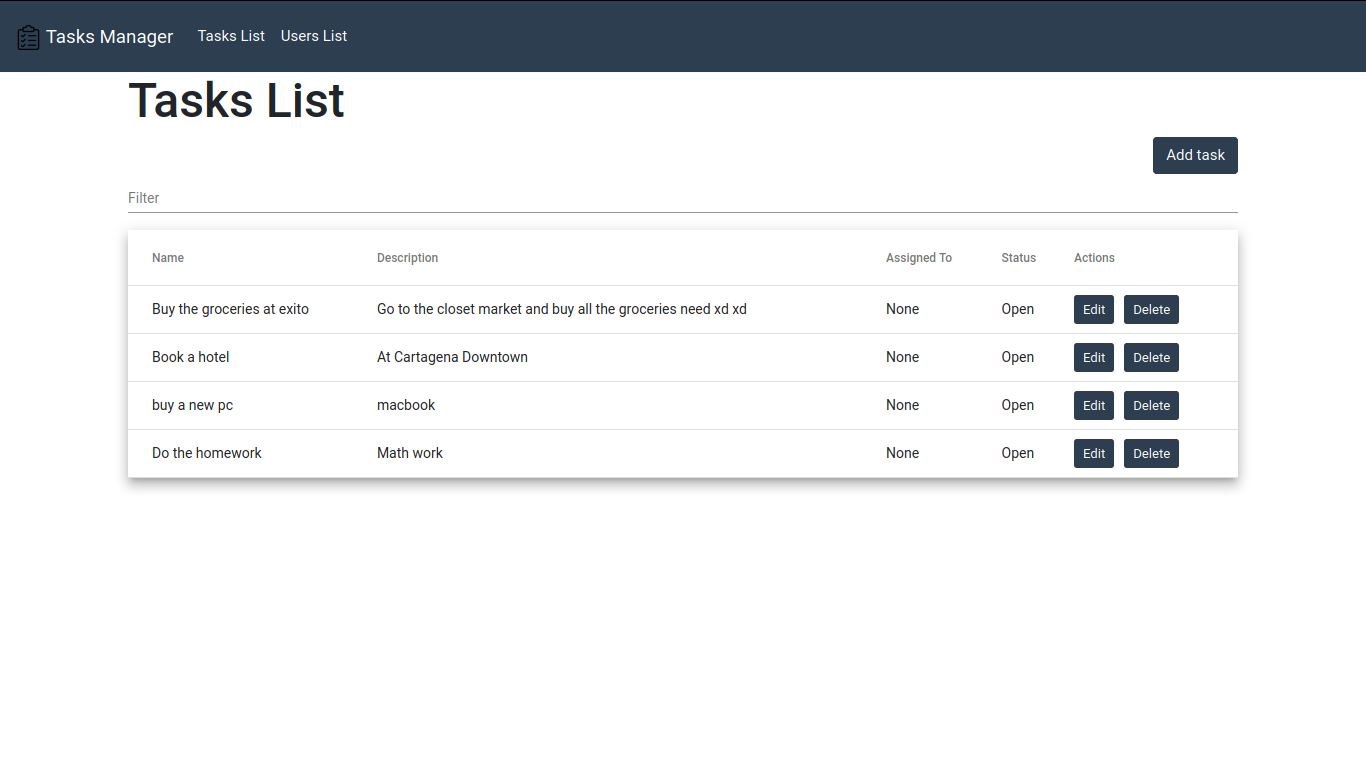 Tasks Manager Tasks List Users List
Tasks List
Add task
Filter
Name Description Assigned To Status Actions
Buy the groceries at exito Go to the closet market and buy all the groceries need xd xd None Open Edit Delete
Book a hotel At Cartagena Downtown None Open Edit Delete
buy a new pc macbook None Open Edit Delete
Do the homework Math work None Open Edit Delete